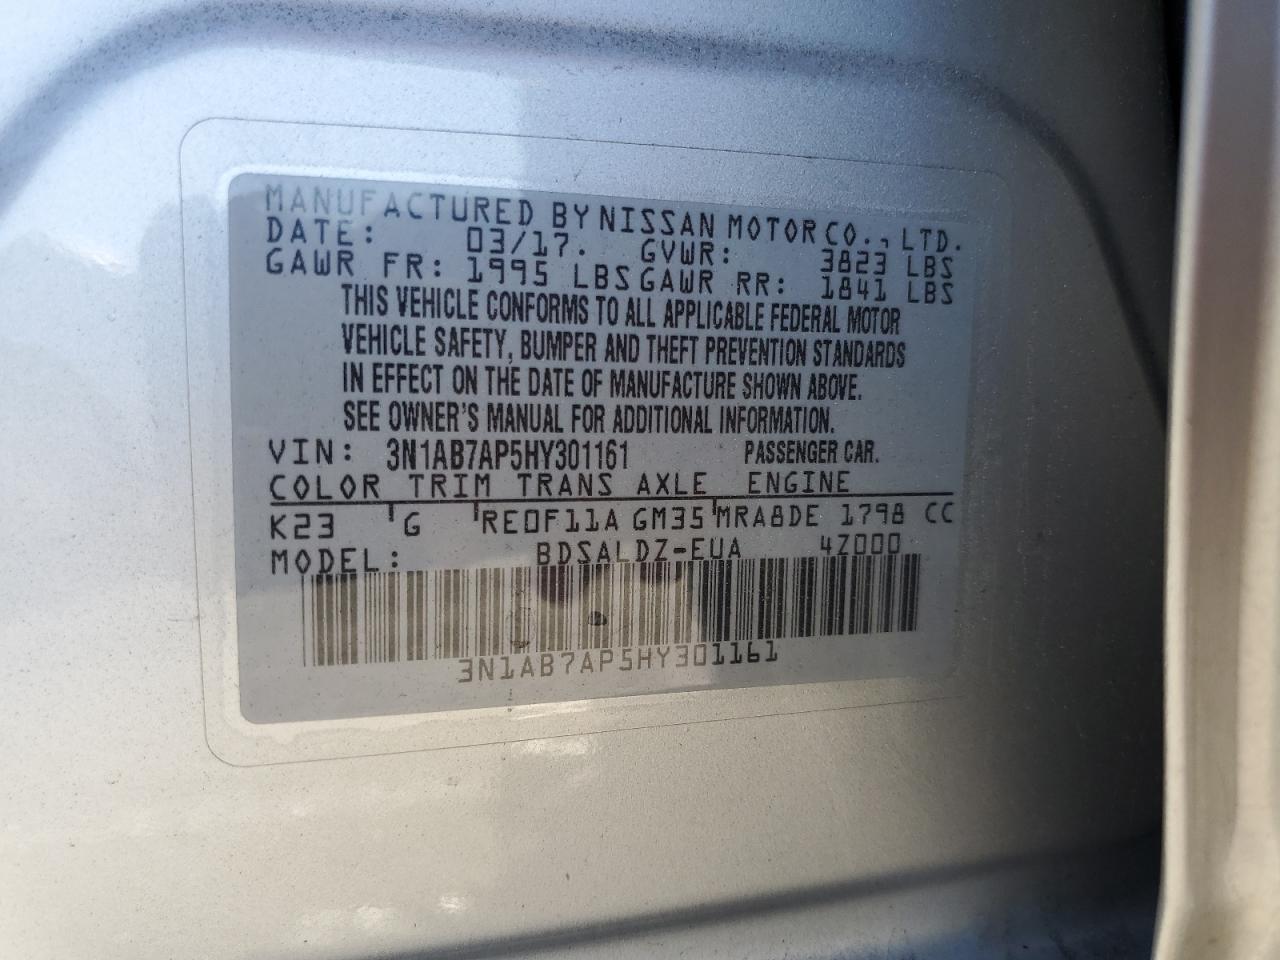 MANUFACTURED BY NISSAN MOTOR CO., LTD.
DATE: 03/17. GVWR: 3823 LBS
GAWR FR: 1995 LBS GAWR RR: 1841 LBS
THIS VEHICLE CONFORMS TO ALL APPLICABLE FEDERAL MOTOR
VEHICLE SAFETY, BUMPER AND THEFT PREVENTION STANDARDS
IN EFFECT ON THE DATE OF MANUFACTURE SHOWN ABOVE.
SEE OWNER'S MANUAL FOR ADDITIONAL INFORMATION.
VIN: 3N1AB7AP5HY301161 PASSENGER CAR.
COLOR TRIM TRANS AXLE ENGINE
K23 G RE0F11A GM35 MRA8DE 1798 CC
MODEL: BDSALDZ-EUA 4Z000
3N1AB7AP5HY301161